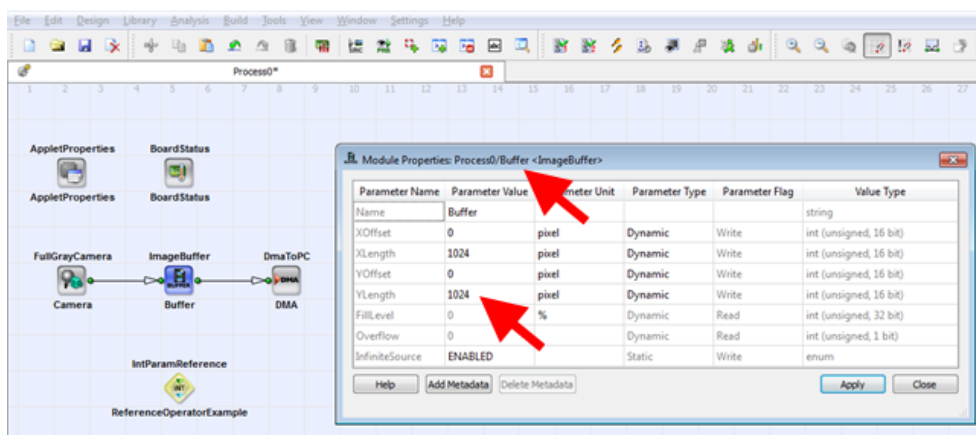 File Edit Design Library Analysis Build Tools View Window Settings Help
Process0*
1 2 3 4 5 6 7 8 9 10 11 12 13 14 15 16 17 18 19 20 21 22 23 24 25 26 27
AppletProperties BoardStatus
AppletProperties BoardStatus
FullGrayCamera ImageBuffer DmaToPC
BUFFER DMA
Camera Buffer DMA
IntParamReference
INT
ReferenceOperatorExample
Module Properties: Process0/Buffer <ImageBuffer>
Parameter Name Parameter Value meter Unit Parameter Type Parameter Flag Value Type
Name Buffer string
XOffset 0 pixel Dynamic Write int (unsigned, 16 bit)
XLength 1024 pixel Dynamic Write int (unsigned, 16 bit)
YOffset 0 pixel Dynamic Write int (unsigned, 16 bit)
YLength 1024 pixel Dynamic Write int (unsigned, 16 bit)
FillLevel 0 % Dynamic Read int (unsigned, 32 bit)
Overflow 0 Dynamic Read int (unsigned, 1 bit)
InfiniteSource ENABLED Static Write enum
Help Add Metadata Delete Metadata Apply Close